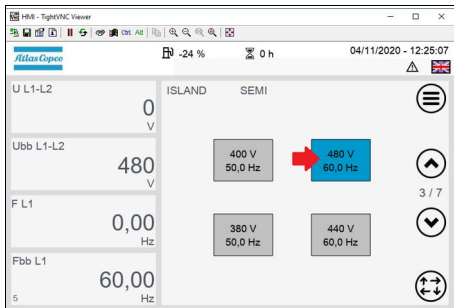 HMI - TightVNC Viewer
Ctrl Alt
Atlas Copco
-24 %
0 h
04/11/2020 - 12:25:07
U L1-L2
0
V
Ubb L1-L2
480
V
F L1
0,00
Hz
Fbb L1
60,00
5
Hz
ISLAND SEMI
400 V
50,0 Hz
480 V
60,0 Hz
380 V
50,0 Hz
440 V
60,0 Hz
3 / 7